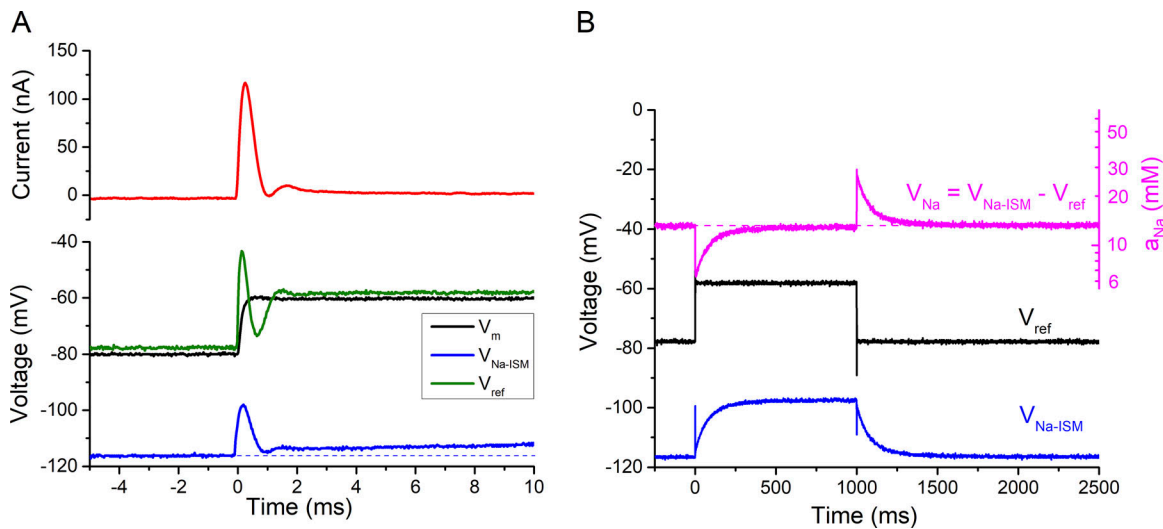 A
150
100
50
0
Current (nA)
-40
-60
-80
-100
-120
Voltage (mV)
V_m
V_Na-ISM
V_ref
-4 -2 0 2 4 6 8 10
Time (ms)
B
0
-20
-40
-60
-80
-100
-120
Voltage (mV)
V_Na = V_Na-ISM - V_ref
50
30
20
10
6
a_Na (mM)
V_ref
V_Na-ISM
0 500 1000 1500 2000 2500
Time (ms)